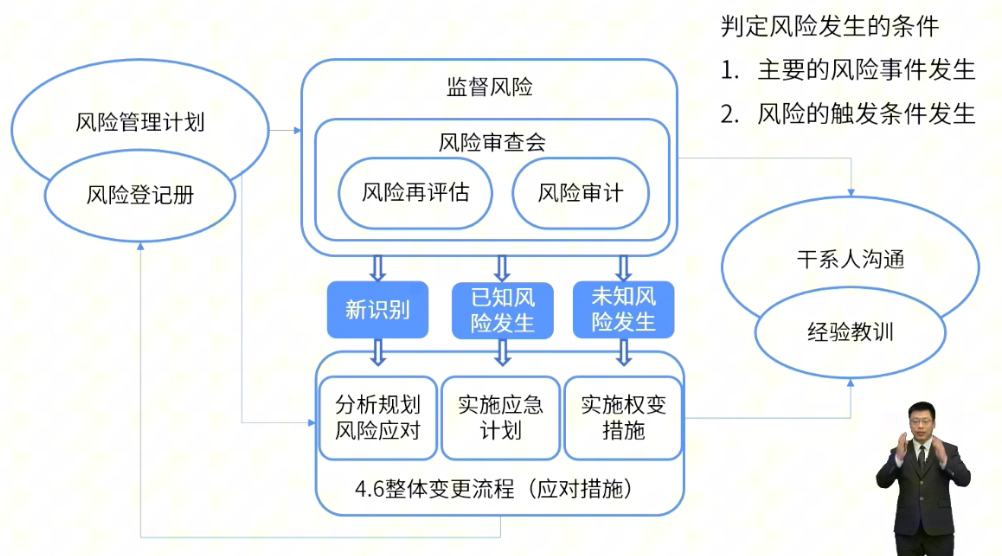 判定风险发生的条件
1. 主要的风险事件发生
2. 风险的触发条件发生
风险管理计划
风险登记册
监督风险
风险审查会
风险再评估
风险审计
新识别
已知风
险发生
未知风
险发生
分析规划
风险应对
实施应急
计划
实施权变
措施
4.6整体变更流程（应对措施）
干系人沟通
经验教训